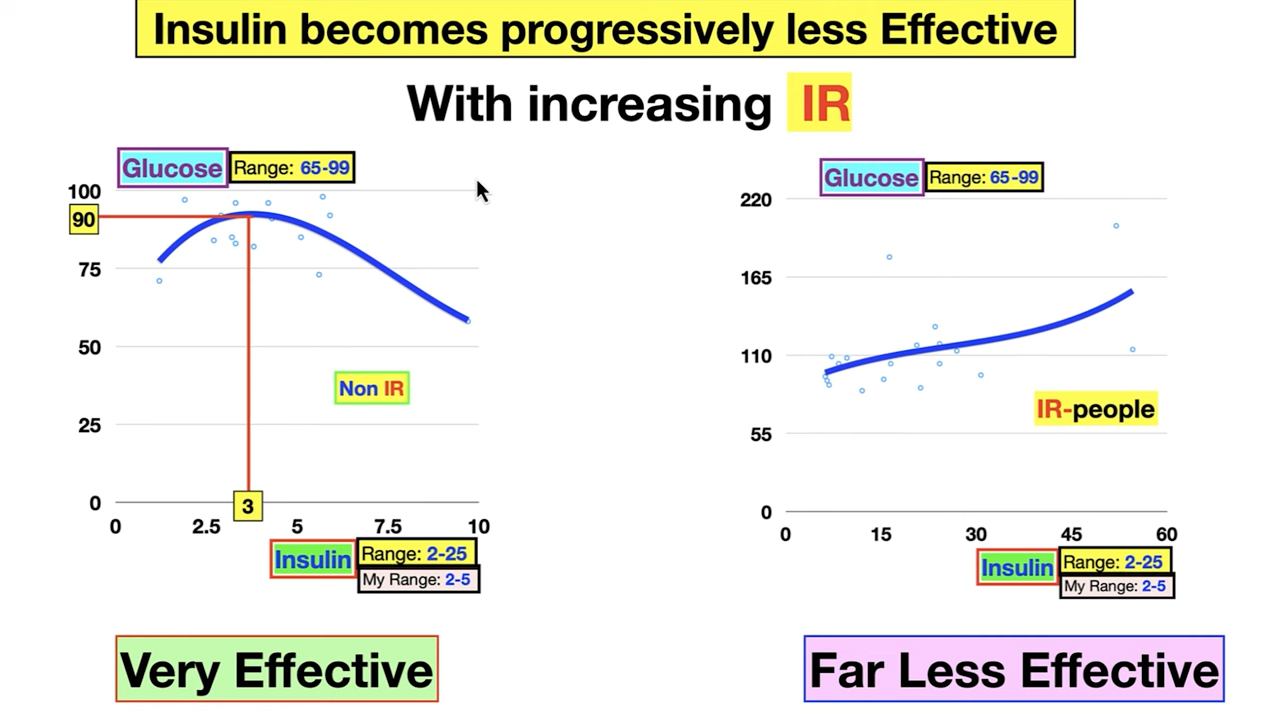 Insulin becomes progressively less Effective
With increasing IR
Glucose Range: 65-99
100
90
75
50
25
0
Non IR
3
0 2.5 5 7.5 10
Insulin Range: 2-25
My Range: 2-5
Very Effective
Glucose Range: 65-99
220
165
110
55
0
IR-people
0 15 30 45 60
Insulin Range: 2-25
My Range: 2-5
Far Less Effective